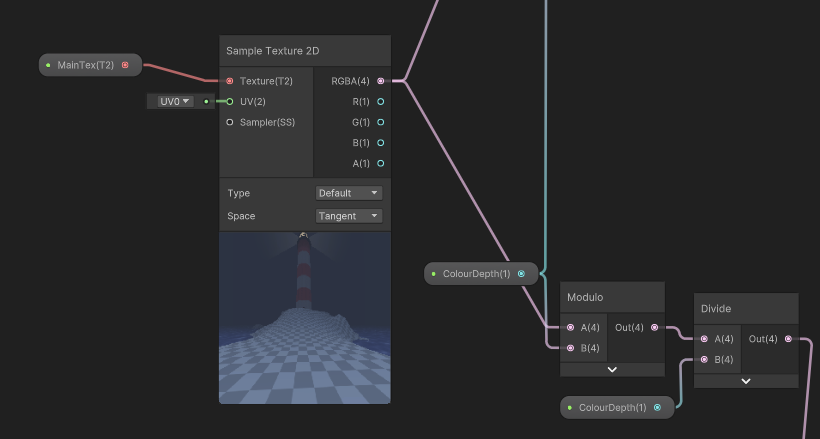 Sample Texture 2D
MainTex(T2)
Texture(T2)
RGBA(4)
UV0
UV(2)
R(1)
Sampler(SS)
G(1)
B(1)
A(1)
Type
Default
Space
Tangent
ColourDepth(1)
Modulo
A(4)
Out(4)
B(4)
Divide
A(4)
Out(4)
B(4)
ColourDepth(1)